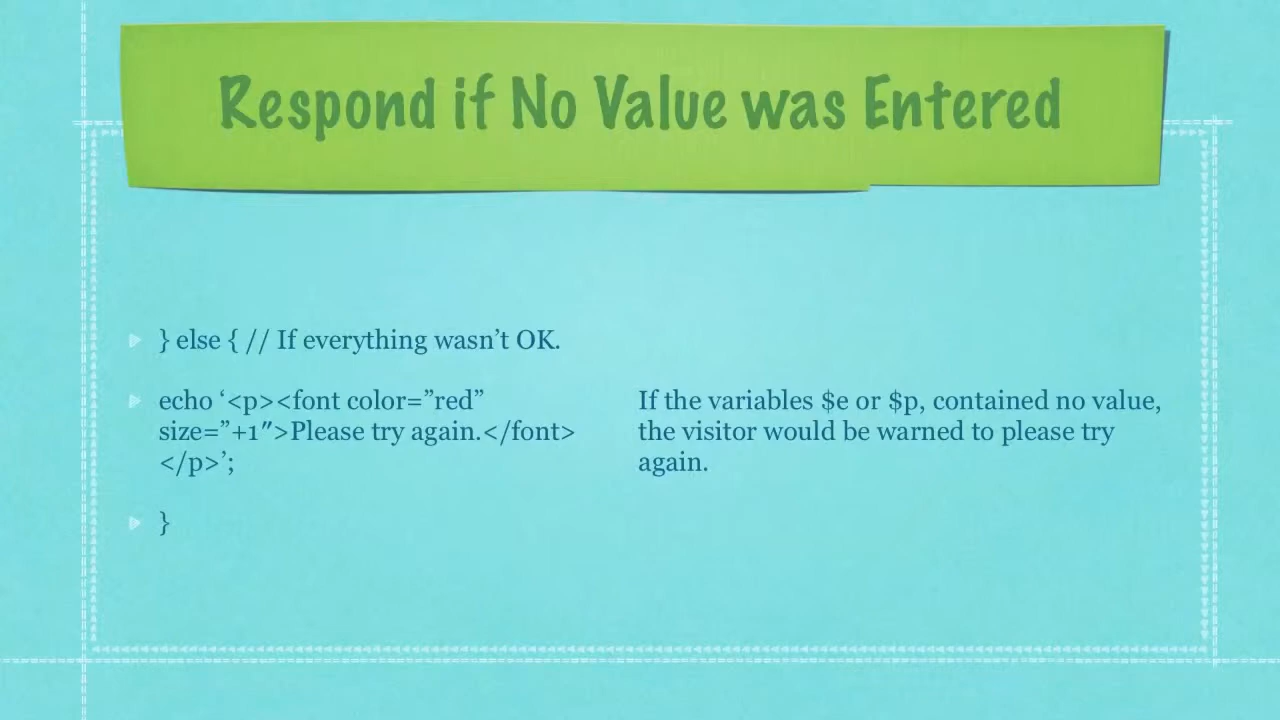 Respond if No Value was Entered
} else { // If everything wasn’t OK.
echo ‘<p><font color=”red”
size=”+1″>Please try again.</font>
</p>’;
}
If the variables $e or $p, contained no value,
the visitor would be warned to please try
again.